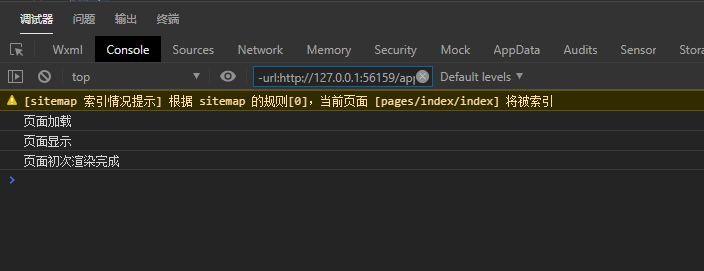 调试器 问题 输出 终端
Wxml Console Sources Network Memory Security Mock AppData Audits Sensor Stora
top -url:http://127.0.0.1:56159/app Default levels
[sitemap 索引情况提示] 根据 sitemap 的规则[0]，当前页面 [pages/index/index] 将被索引
页面加载
页面显示
页面初次渲染完成